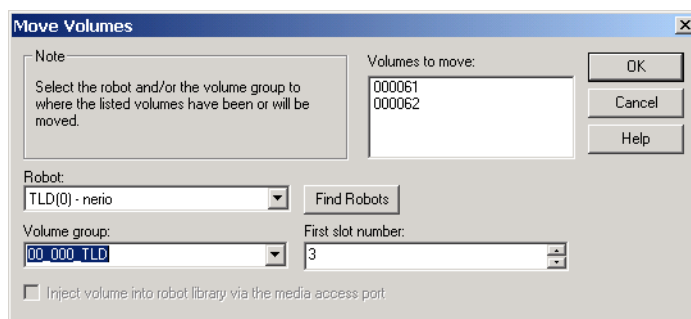 Move Volumes
Note
Select the robot and/or the volume group to
where the listed volumes have been or will be
moved.
Volumes to move:
000061
000062
OK
Cancel
Help
Robot:
TLD(0) - nerio
Find Robots
Volume group:
00_000_TLD
First slot number:
3
Inject volume into robot library via the media access port